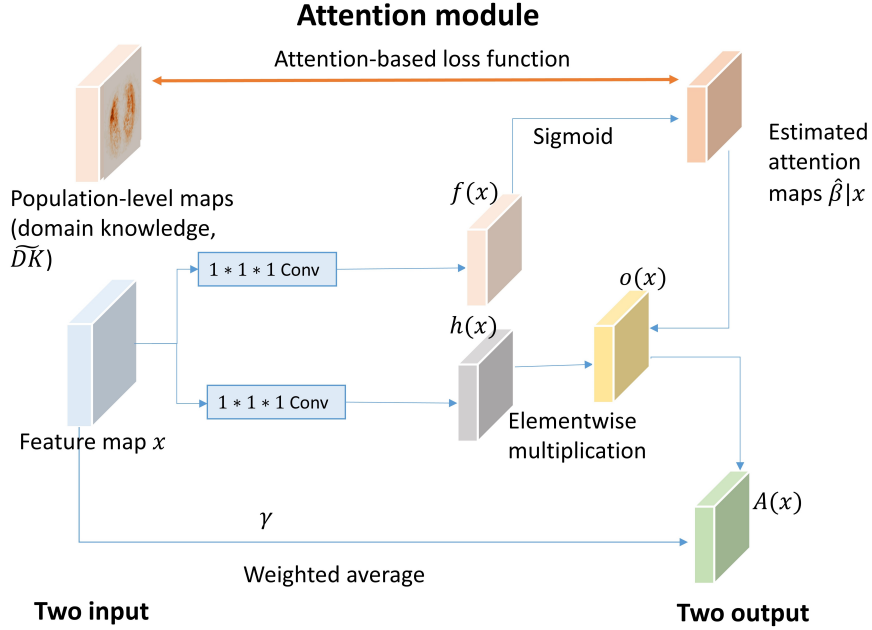 Attention module
Attention-based loss function
Sigmoid
Estimated
attention
maps β̂|x
Population-level maps
(domain knowledge,
D͠K)
f(x)
1 ∗ 1 ∗ 1 Conv
o(x)
h(x)
1 ∗ 1 ∗ 1 Conv
Elementwise
multiplication
Feature map x
A(x)
γ
Weighted average
Two input
Two output